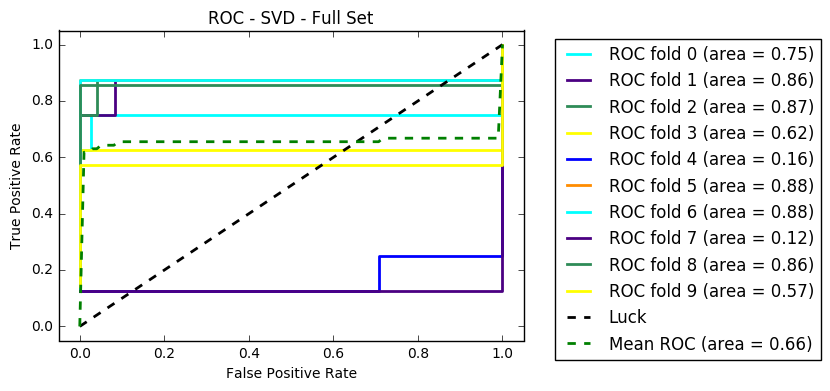 ROC - SVD - Full Set
True Positive Rate
1.0
0.8
0.6
0.4
0.2
0.0
0.0 0.2 0.4 0.6 0.8 1.0
False Positive Rate
ROC fold 0 (area = 0.75)
ROC fold 1 (area = 0.86)
ROC fold 2 (area = 0.87)
ROC fold 3 (area = 0.62)
ROC fold 4 (area = 0.16)
ROC fold 5 (area = 0.88)
ROC fold 6 (area = 0.88)
ROC fold 7 (area = 0.12)
ROC fold 8 (area = 0.86)
ROC fold 9 (area = 0.57)
Luck
Mean ROC (area = 0.66)